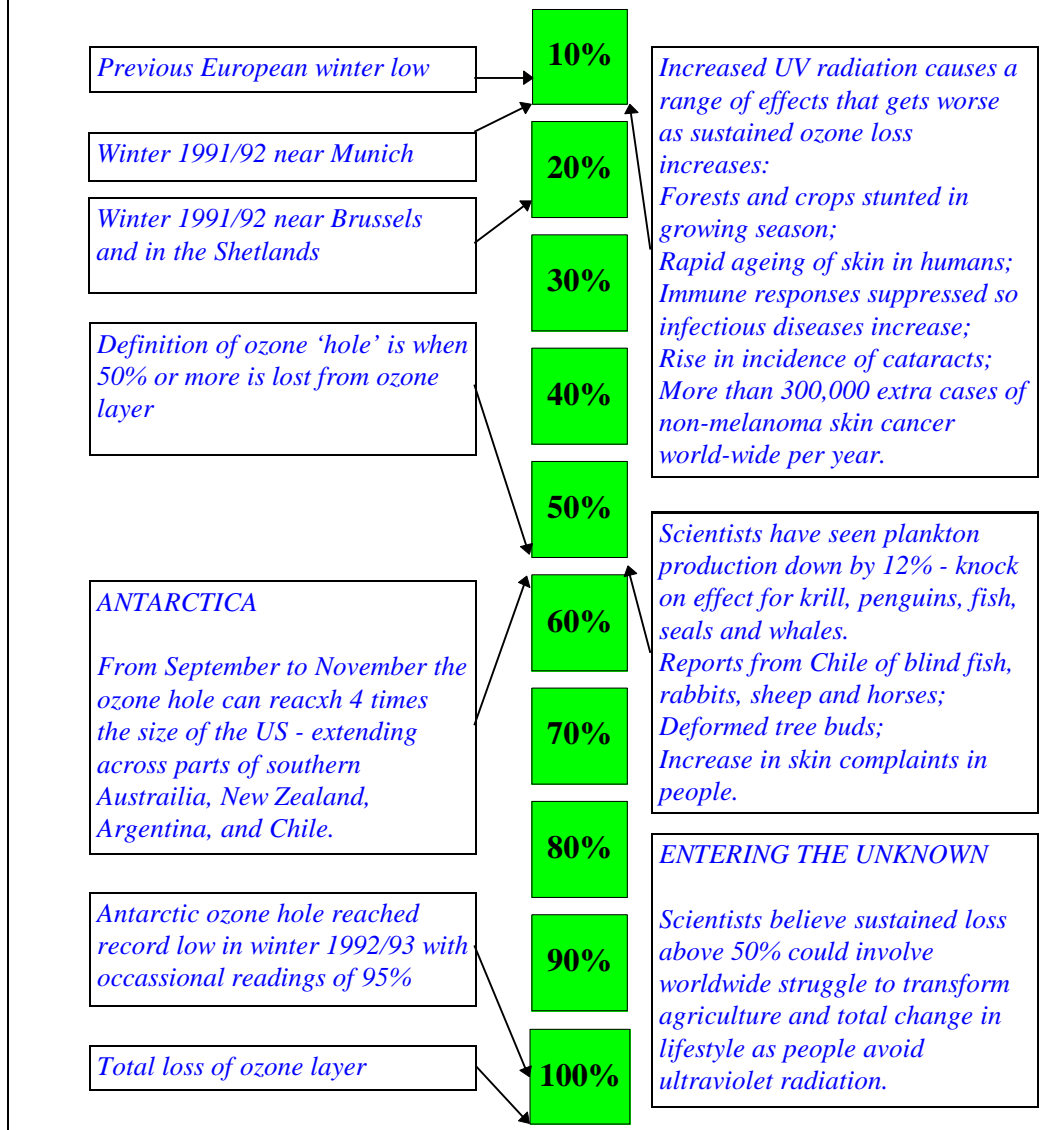 Previous European winter low
Winter 1991/92 near Munich
Winter 1991/92 near Brussels
and in the Shetlands
Definition of ozone ‘hole’ is when
50% or more is lost from ozone
layer
ANTARCTICA
From September to November the
ozone hole can reacxh 4 times
the size of the US - extending
across parts of southern
Austrailia, New Zealand,
Argentina, and Chile.
Antarctic ozone hole reached
record low in winter 1992/93 with
occassional readings of 95%
Total loss of ozone layer
10%
20%
30%
40%
50%
60%
70%
80%
90%
100%
Increased UV radiation causes a
range of effects that gets worse
as sustained ozone loss
increases:
Forests and crops stunted in
growing season;
Rapid ageing of skin in humans;
Immune responses suppressed so
infectious diseases increase;
Rise in incidence of cataracts;
More than 300,000 extra cases of
non-melanoma skin cancer
world-wide per year.
Scientists have seen plankton
production down by 12% - knock
on effect for krill, penguins, fish,
seals and whales.
Reports from Chile of blind fish,
rabbits, sheep and horses;
Deformed tree buds;
Increase in skin complaints in
people.
ENTERING THE UNKNOWN
Scientists believe sustained loss
above 50% could involve
worldwide struggle to transform
agriculture and total change in
lifestyle as people avoid
ultraviolet radiation.